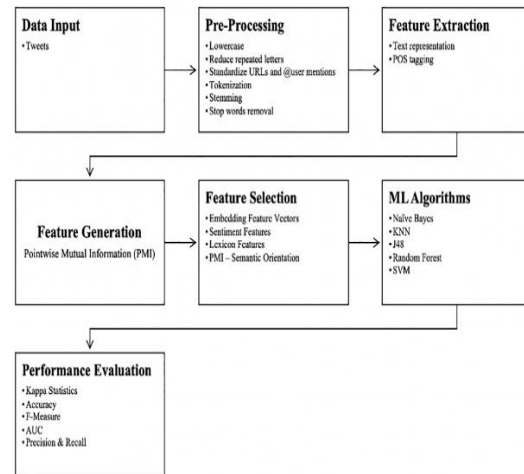 Data Input
• Tweets
Pre-Processing
• Lowercase
• Reduce repeated letters
• Standardize URLs and @user mentions
• Tokenization
• Stemming
• Stop words removal
Feature Extraction
• Text representation
• POS tagging
Feature Generation
Pointwise Mutual Information (PMI)
Feature Selection
• Embedding Feature Vectors
• Sentiment Features
• Lexicon Features
• PMI – Semantic Orientation
ML Algorithms
• Naïve Bayes
• KNN
• J48
• Random Forest
• SVM
Performance Evaluation
• Kappa Statistics
• Accuracy
• F-Measure
• AUC
• Precision & Recall